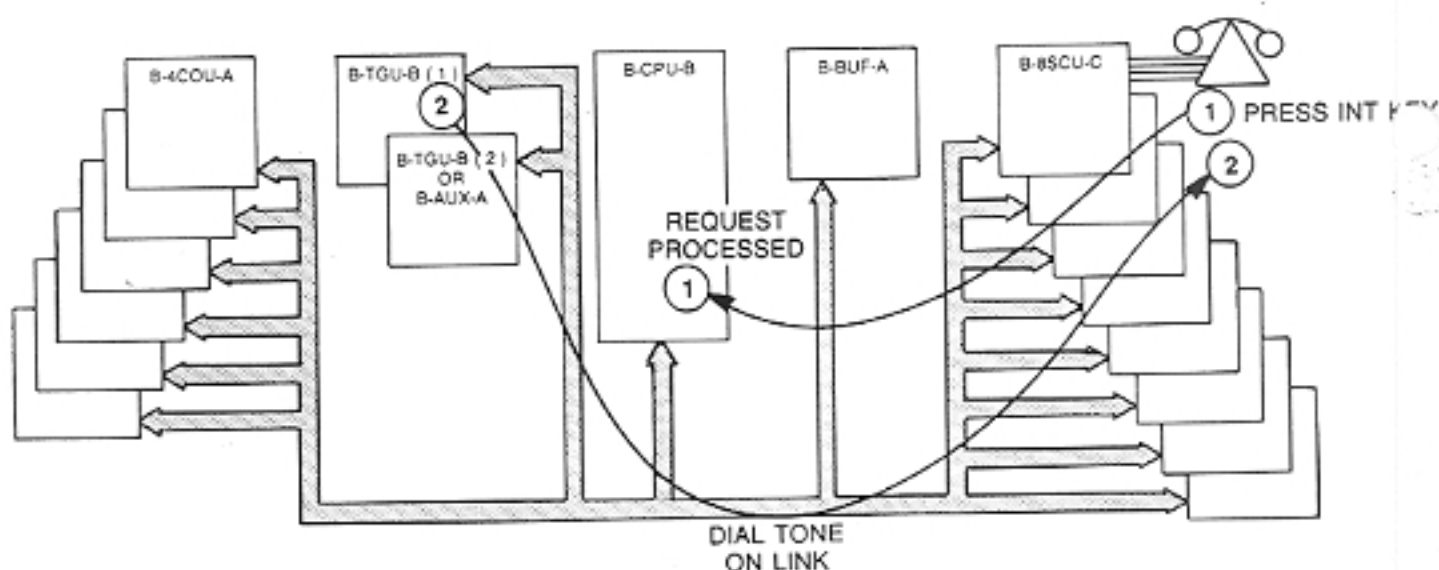 B-4COU-A
B-TGU-B (1)
2
B-TGU-B (2)
OR
B-AUX-A
B-CPU-B
REQUEST
PROCESSED
1
B-BUF-A
B-8SCU-C
1 PRESS INT KEY
2
DIAL TONE
ON LINK